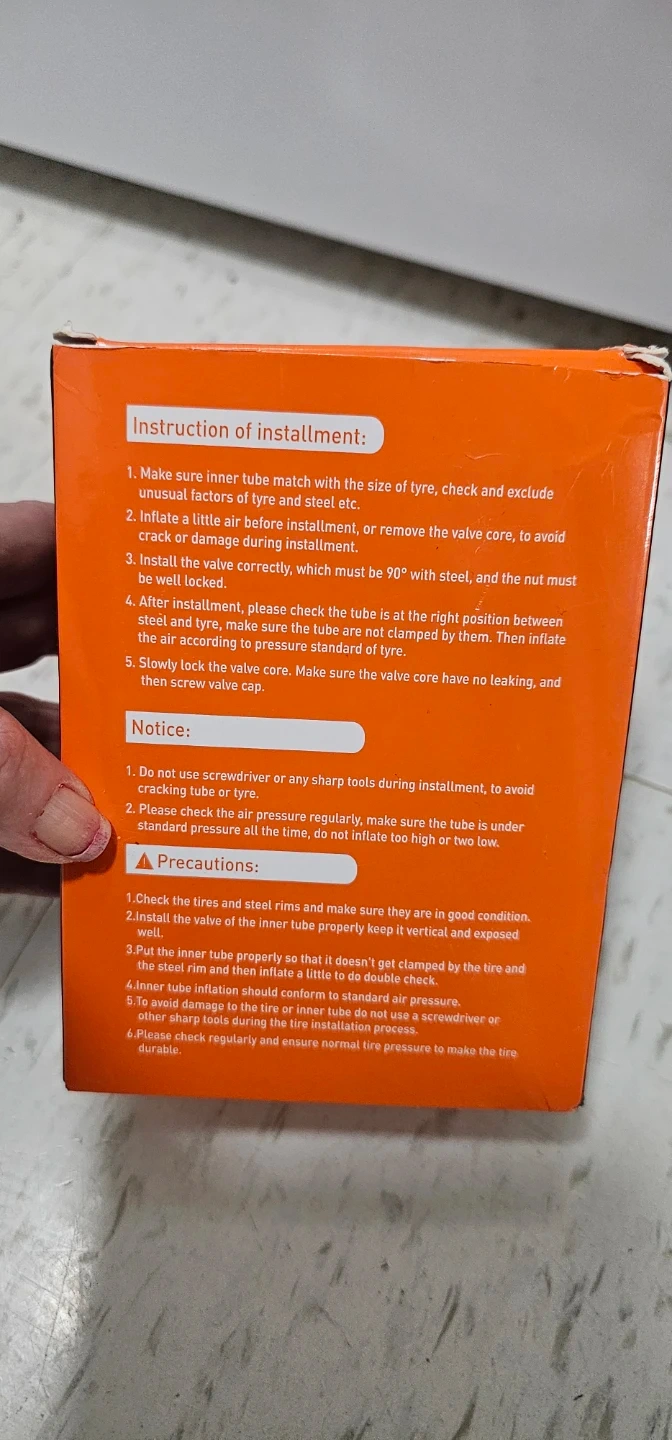 Instruction of installment:
1. Make sure inner tube match with the size of tyre, check and exclude
unusual factors of tyre and steel etc.
2. Inflate a little air before installment, or remove the valve core, to avoid
crack or damage during installment.
3. Install the valve correctly, which must be 90° with steel, and the nut must
be well locked.
4. After installment, please check the tube is at the right position between
steel and tyre, make sure the tube are not clamped by them. Then inflate
the air according to pressure standard of tyre.
5. Slowly lock the valve core. Make sure the valve core have no leaking, and
then screw valve cap.
Notice:
1. Do not use screwdriver or any sharp tools during installment, to avoid
cracking tube or tyre.
2. Please check the air pressure regularly, make sure the tube is under
standard pressure all the time, do not inflate too high or two low.
Precautions:
1.Check the tires and steel rims and make sure they are in good condition.
2.Install the valve of the inner tube properly keep it vertical and exposed
well.
3.Put the inner tube properly so that it doesn't get clamped by the tire and
the steel rim and then inflate a little to do double check.
4.Inner tube inflation should conform to standard air pressure.
5.To avoid damage to the tire or inner tube do not use a screwdriver or
other sharp tools during the tire installation process.
6.Please check regularly and ensure normal tire pressure to make the tire
durable.